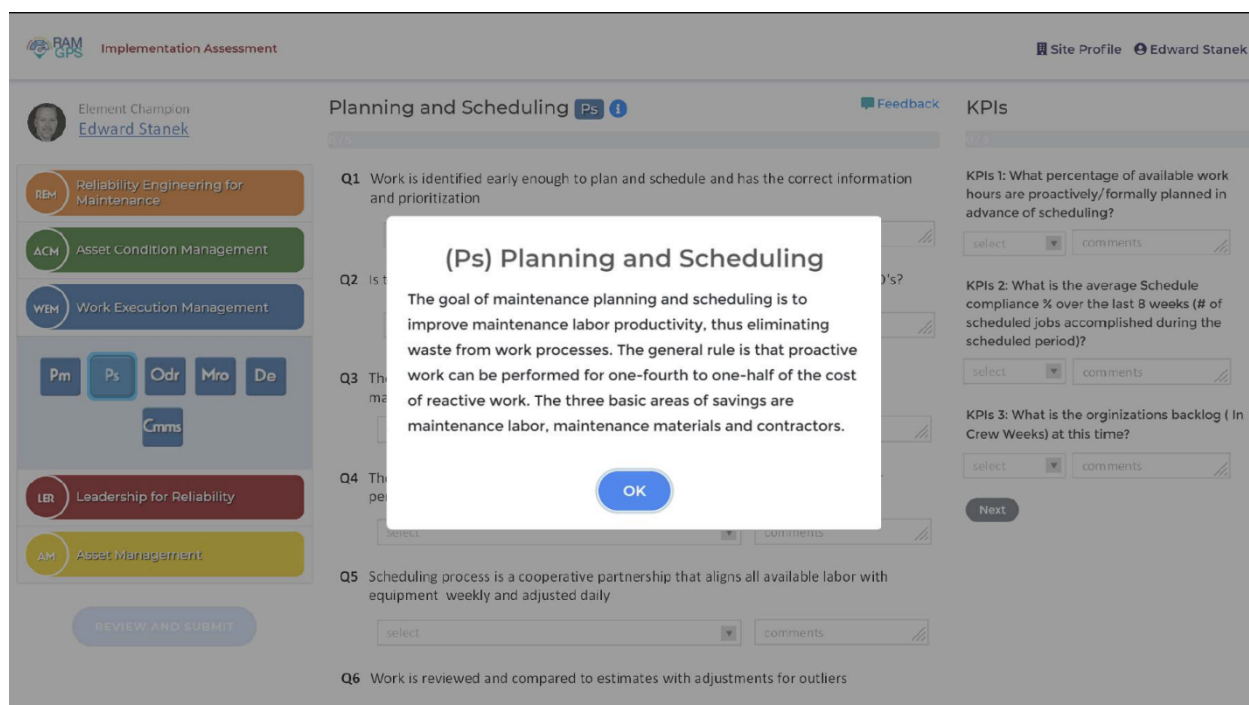 RAM GPS Implementation Assessment
Site Profile Edward Stanek
Element Champion
Edward Stanek
REM Reliability Engineering for
Maintenance
ACM Asset Condition Management
WEM Work Execution Management
Pm Ps Odr Mro De
Cmms
LER Leadership for Reliability
AM Asset Management
REVIEW AND SUBMIT
Planning and Scheduling Ps i
Feedback
Q1 Work is identified early enough to plan and schedule and has the correct information
and prioritization
Q2 Is
Q3
Q4
(Ps) Planning and Scheduling
The goal of maintenance planning and scheduling is to
improve maintenance labor productivity, thus eliminating
waste from work processes. The general rule is that proactive
work can be performed for one-fourth to one-half of the cost
of reactive work. The three basic areas of savings are
maintenance labor, maintenance materials and contractors.
OK
select comments
Q5 Scheduling process is a cooperative partnership that aligns all available labor with
equipment weekly and adjusted daily
select comments
Q6 Work is reviewed and compared to estimates with adjustments for outliers
KPIs
KPIs 1: What percentage of available work
hours are proactively/formally planned in
advance of scheduling?
select comments
KPIs 2: What is the average Schedule
compliance % over the last 8 weeks (# of
scheduled jobs accomplished during the
scheduled period)?
select comments
KPIs 3: What is the orginizations backlog ( In
Crew Weeks) at this time?
select comments
Next